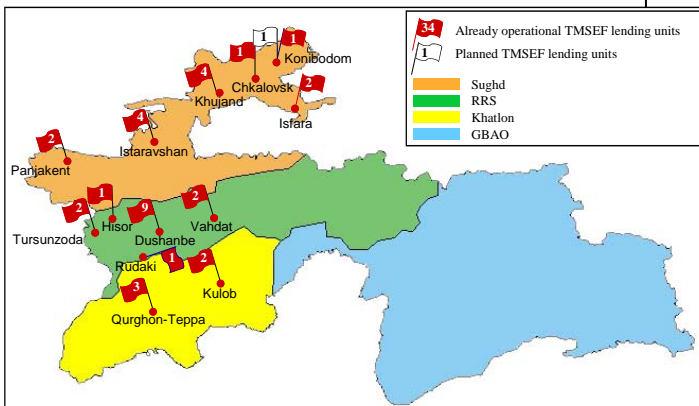 34 Already operational TMSEF lending units
1 Planned TMSEF lending units
Sughd
RRS
Khatlon
GBAO
1
1
1
Konibodom
4
Chkalovsk
2
Khujand
Isfara
4
Istaravshan
2
Panjakent
1
2
Hisor
9
2
Tursunzoda
Dushanbe
Vahdat
Rudaki
1
2
Kulob
3
Qurghon-Teppa